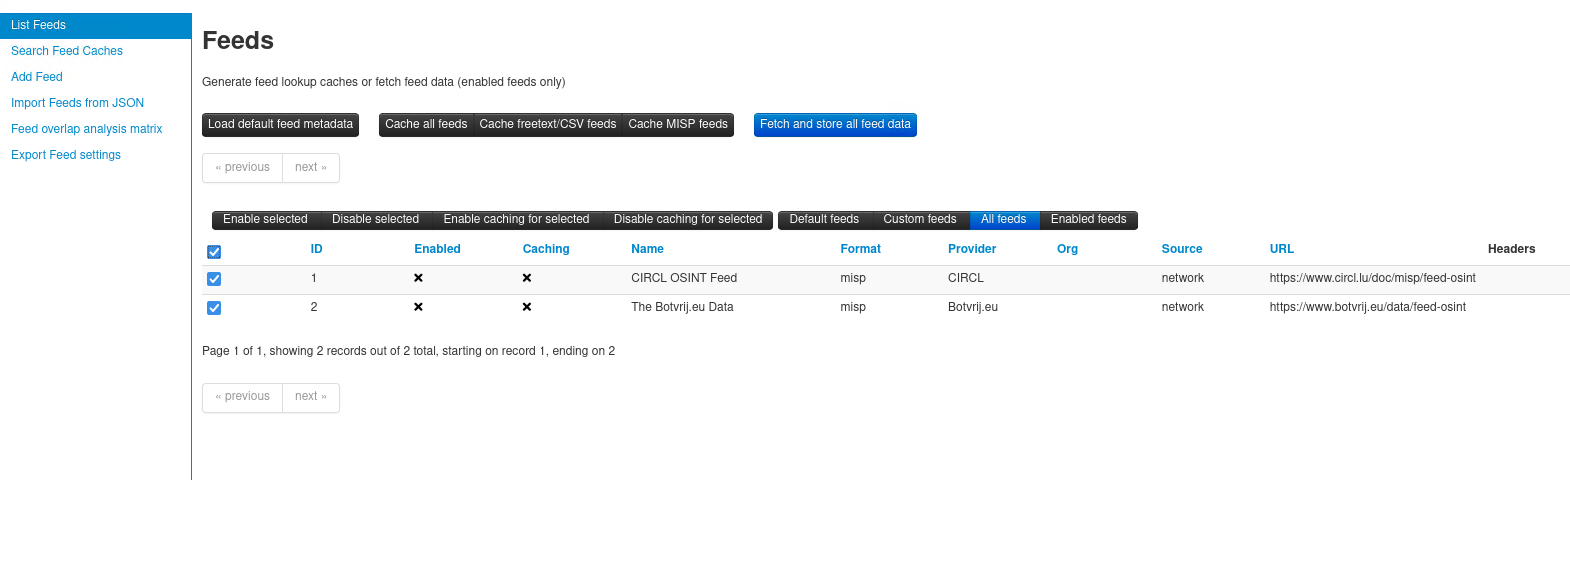 List Feeds
Search Feed Caches
Add Feed
Import Feeds from JSON
Feed overlap analysis matrix
Export Feed settings
Feeds
Generate feed lookup caches or fetch feed data (enabled feeds only)
Load default feed metadata Cache all feeds Cache freetext/CSV feeds Cache MISP feeds Fetch and store all feed data
« previous next »
Enable selected Disable selected Enable caching for selected Disable caching for selected Default feeds Custom feeds All feeds Enabled feeds
ID Enabled Caching Name Format Provider Org Source URL Headers
1 CIRCL OSINT Feed misp CIRCL network https://www.circl.lu/doc/misp/feed-osint
2 The Botvrij.eu Data misp Botvrij.eu network https://www.botvrij.eu/data/feed-osint
Page 1 of 1, showing 2 records out of 2 total, starting on record 1, ending on 2
« previous next »